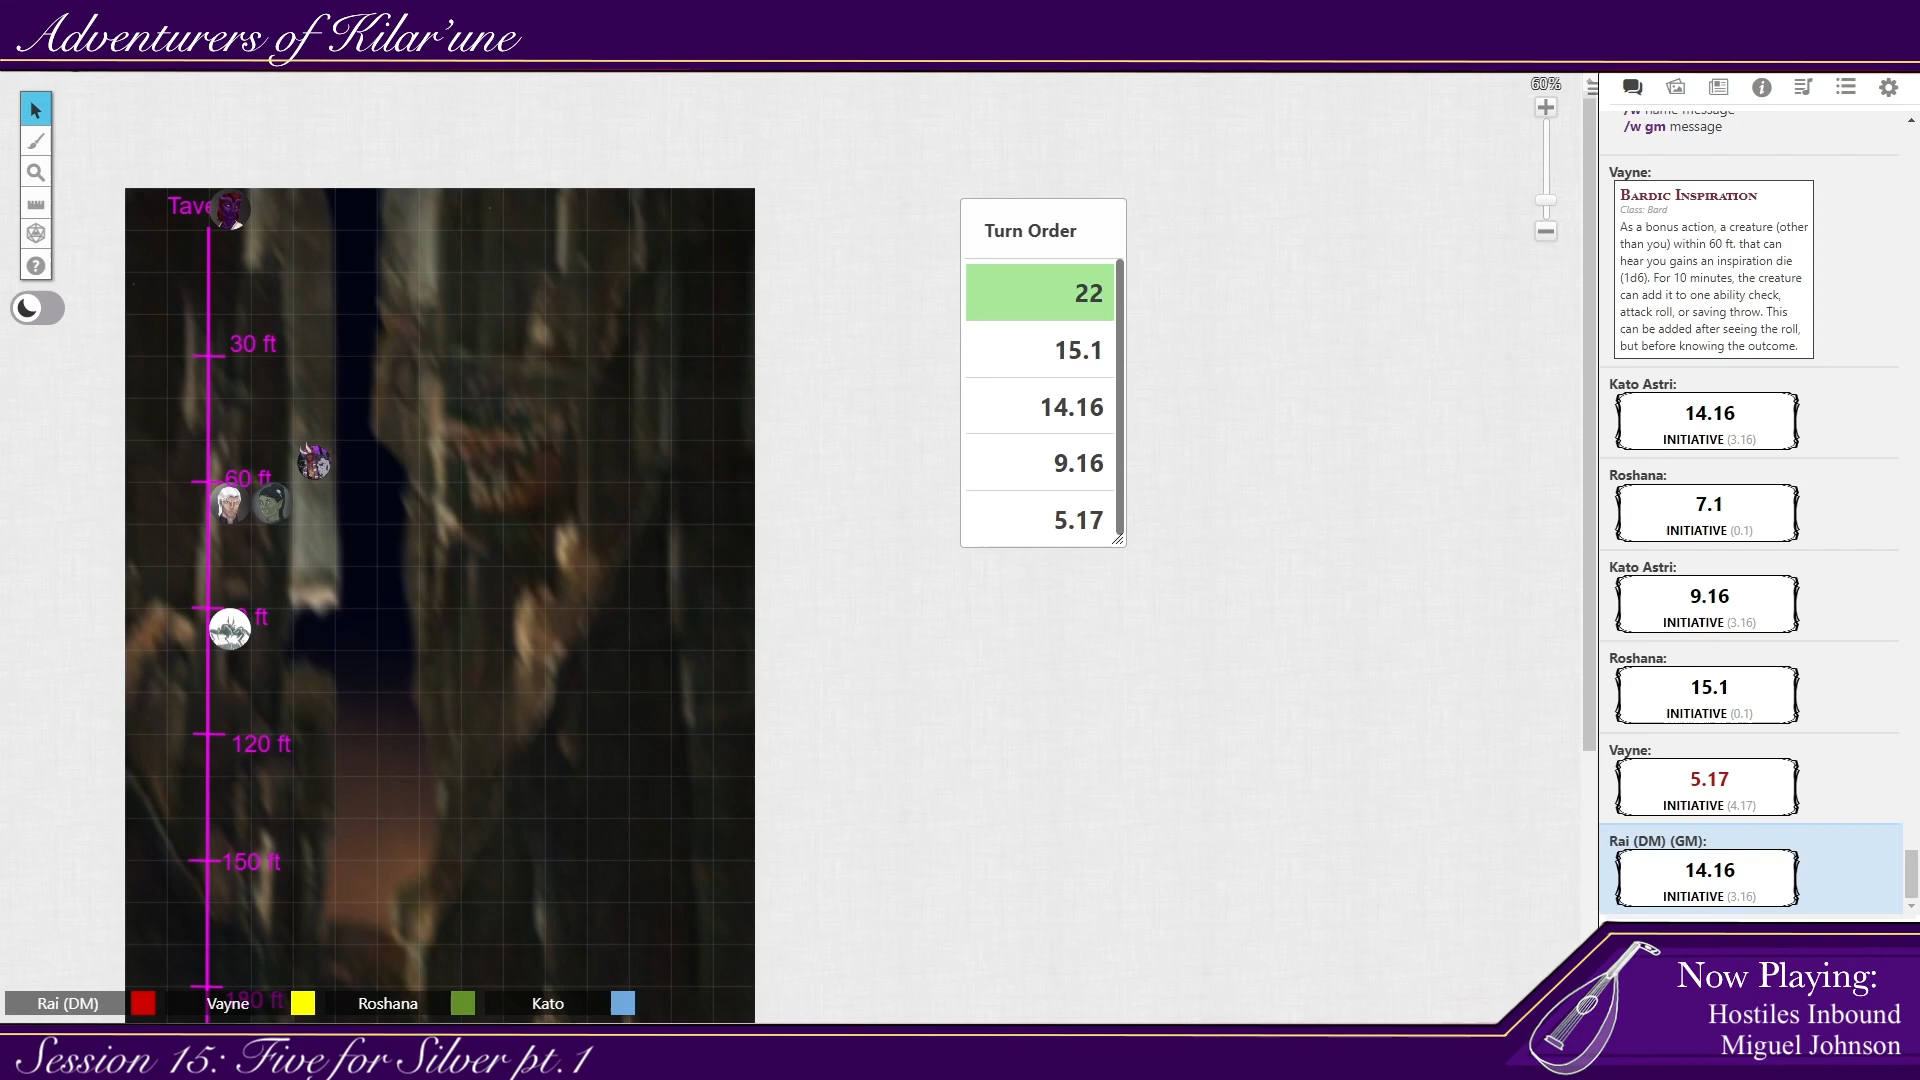 Adventurers of Kilar'une
60%
/w name message
/w gm message
Vayne:
Bardic Inspiration
Class: Bard
As a bonus action, a creature (other
than you) within 60 ft. that can
hear you gains an inspiration die
(1d6). For 10 minutes, the creature
can add it to one ability check,
attack roll, or saving throw. This
can be added after seeing the roll,
but before knowing the outcome.
Kato Astri:
14.16
INITIATIVE (3.16)
Roshana:
7.1
INITIATIVE (0.1)
Kato Astri:
9.16
INITIATIVE (3.16)
Roshana:
15.1
INITIATIVE (0.1)
Vayne:
5.17
INITIATIVE (4.17)
Rai (DM) (GM):
14.16
INITIATIVE (3.16)
Turn Order
22
15.1
14.16
9.16
5.17
Tave
30 ft
60 ft
ft
120 ft
150 ft
180 ft
Rai (DM)
Vayne
Roshana
Kato
Now Playing:
Hostiles Inbound
Miguel Johnson
Session 15: Five for Silver pt.1